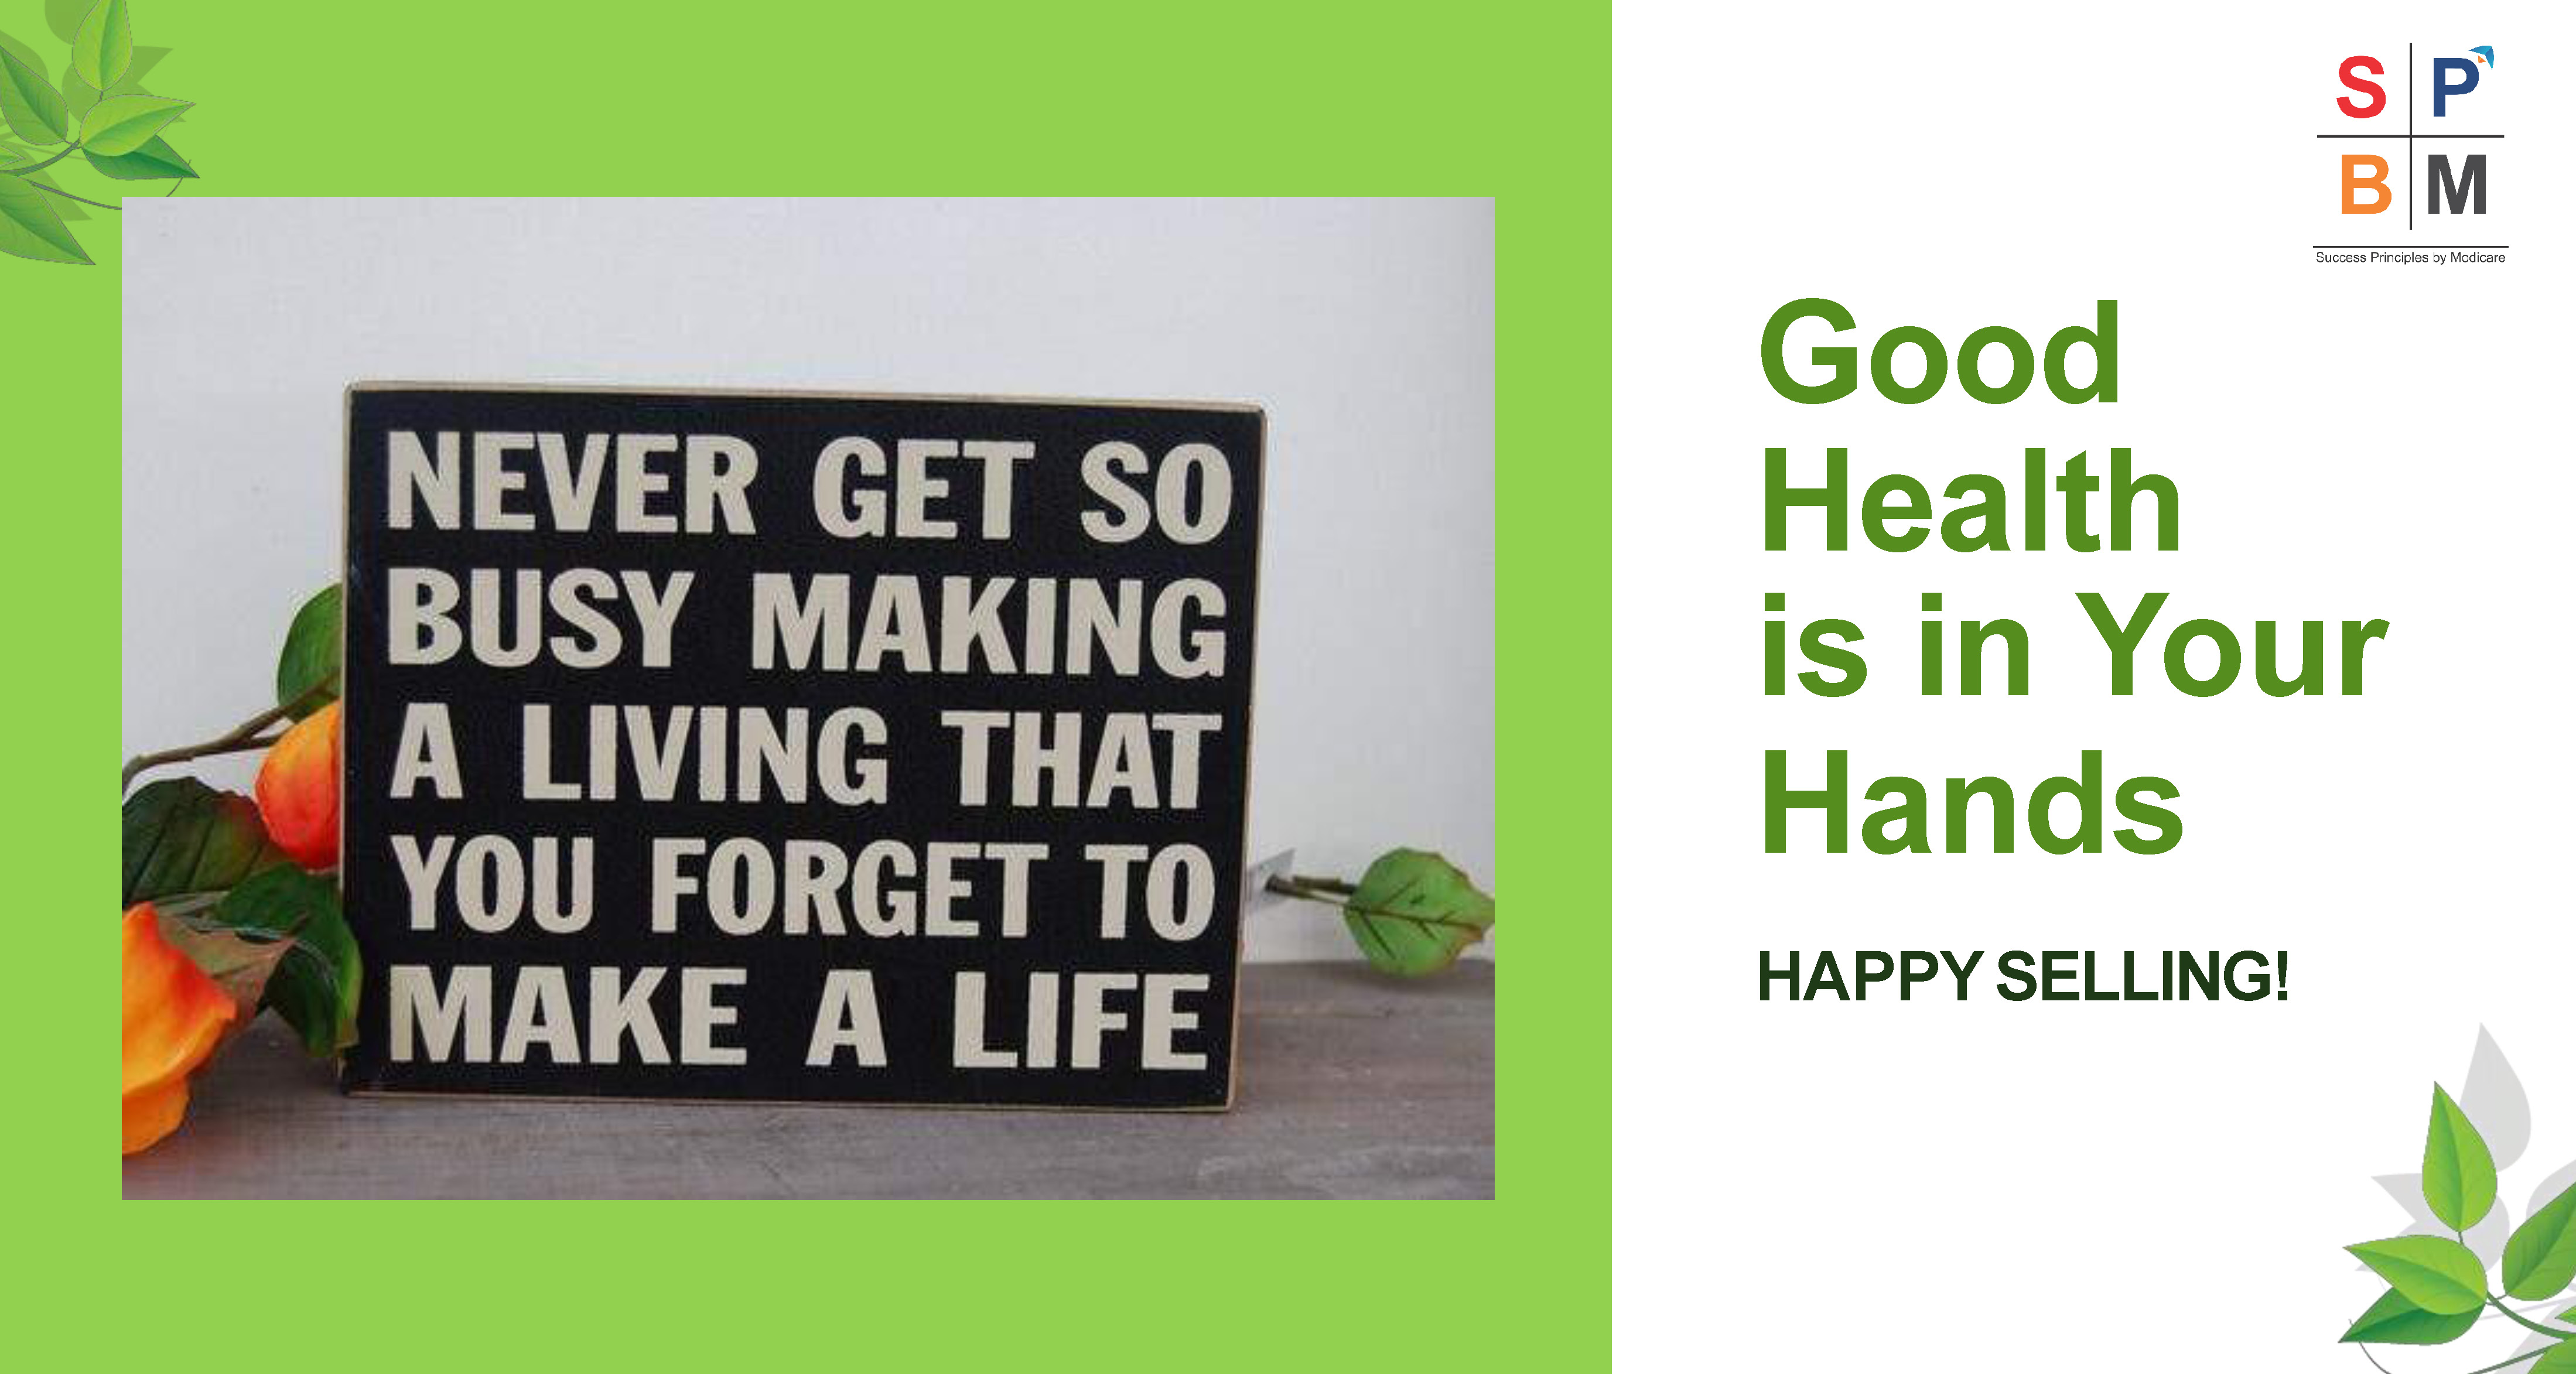 NEVER GET SO
BUSY MAKING
A LIVING THAT
YOU FORGET TO
MAKE A LIFE
S P
B M
Success Principles by Modicare
Good
Health
is in Your
Hands
HAPPY SELLING!